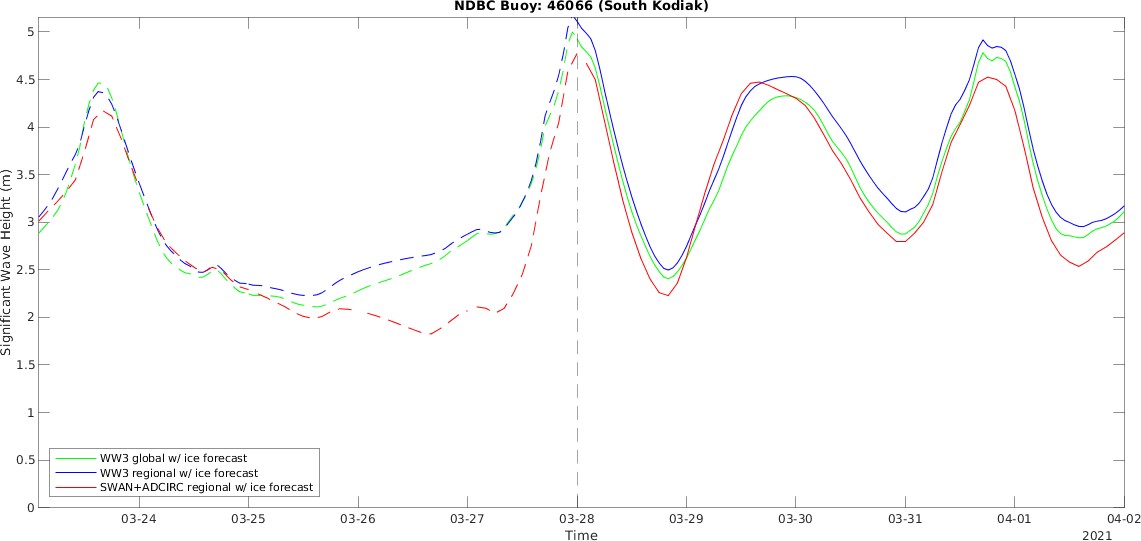 NDBC Buoy: 46066 (South Kodiak)
Significant Wave Height (m)
5
4.5
4
3.5
3
2.5
2
1.5
1
0.5
0
WW3 global w/ ice forecast
WW3 regional w/ ice forecast
SWAN+ADCIRC regional w/ ice forecast
03-24 03-25 03-26 03-27 03-28 03-29 03-30 03-31 04-01 04-02
Time
2021